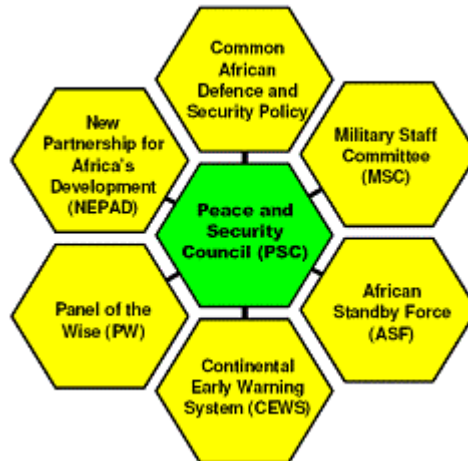 Common
African
Defence and
Security Policy
New
Partnership for
Africa's
Development
(NEPAD)
Military Staff
Committee
(MSC)
Peace and
Security
Council (PSC)
Panel of the
Wise (PW)
African
Standby Force
(ASF)
Continental
Early Warning
System (CEWS)